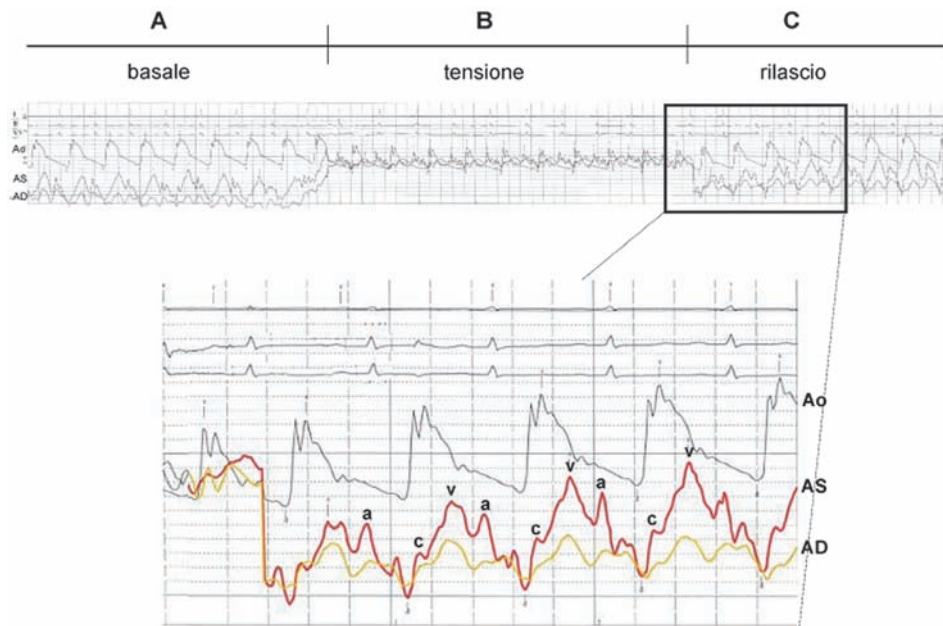 A B C
basale tensione rilascio
Ao
AS
AD
Ao
v v
v a a AS
a c c
c AD